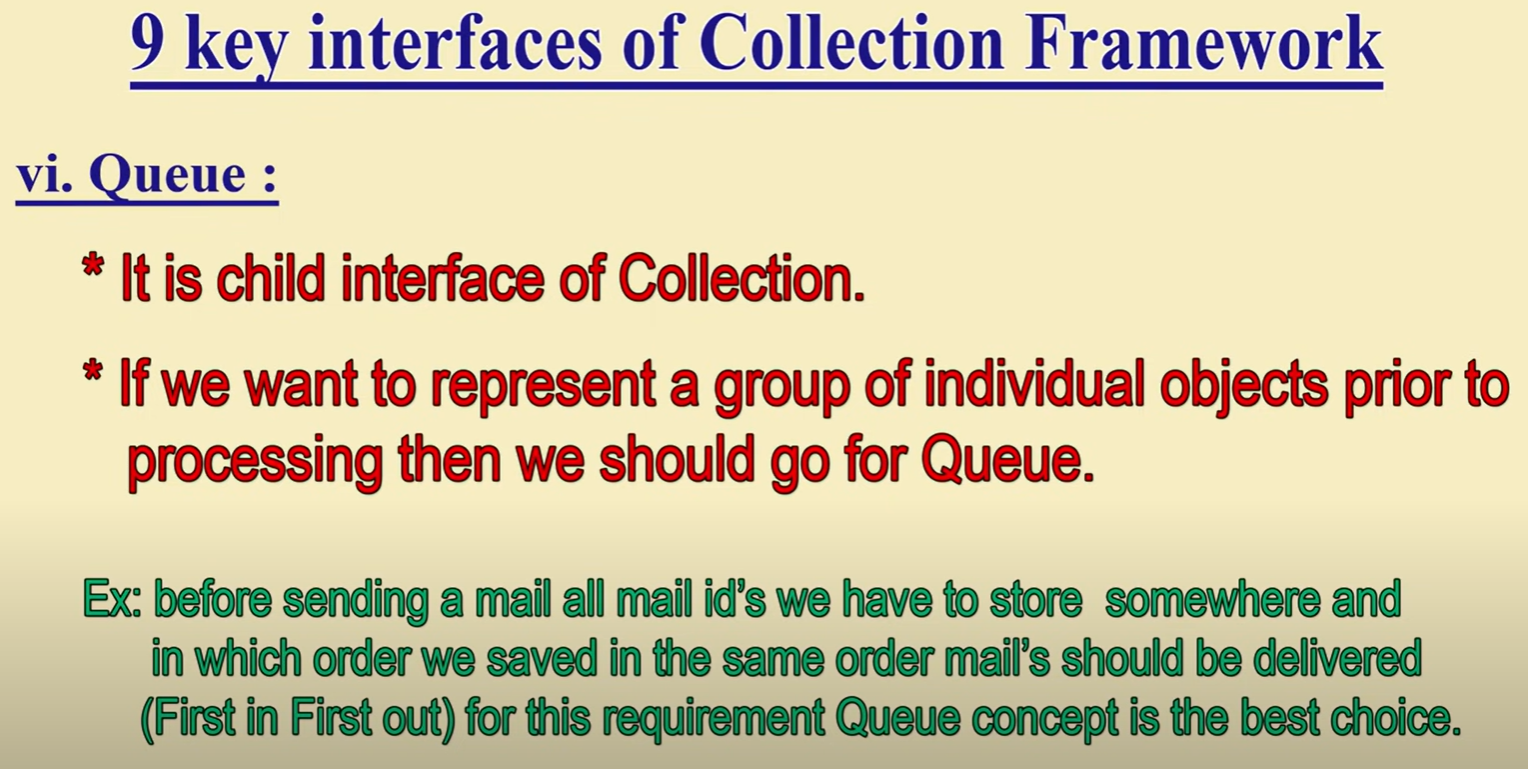 9 key interfaces of Collection Framework
vi. Queue :
* It is child interface of Collection.
* If we want to represent a group of individual objects prior to
processing then we should go for Queue.
Ex: before sending a mail all mail id’s we have to store somewhere and
in which order we saved in the same order mail’s should be delivered
(First in First out) for this requirement Queue concept is the best choice.